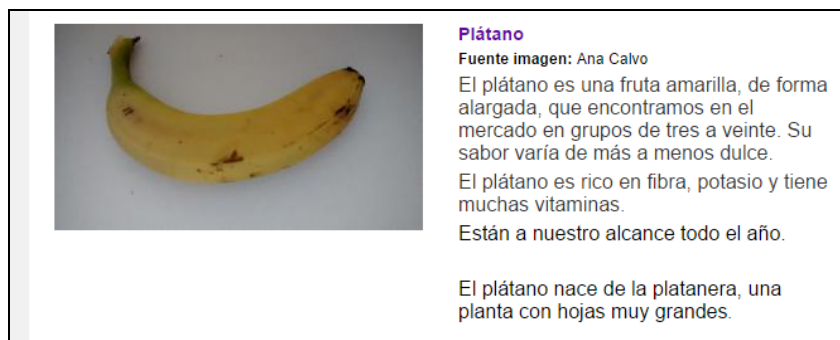 Plátano
Fuente imagen: Ana Calvo
El plátano es una fruta amarilla, de forma
alargada, que encontramos en el
mercado en grupos de tres a veinte. Su
sabor varía de más a menos dulce.
El plátano es rico en fibra, potasio y tiene
muchas vitaminas.
Están a nuestro alcance todo el año.
El plátano nace de la platanera, una
planta con hojas muy grandes.